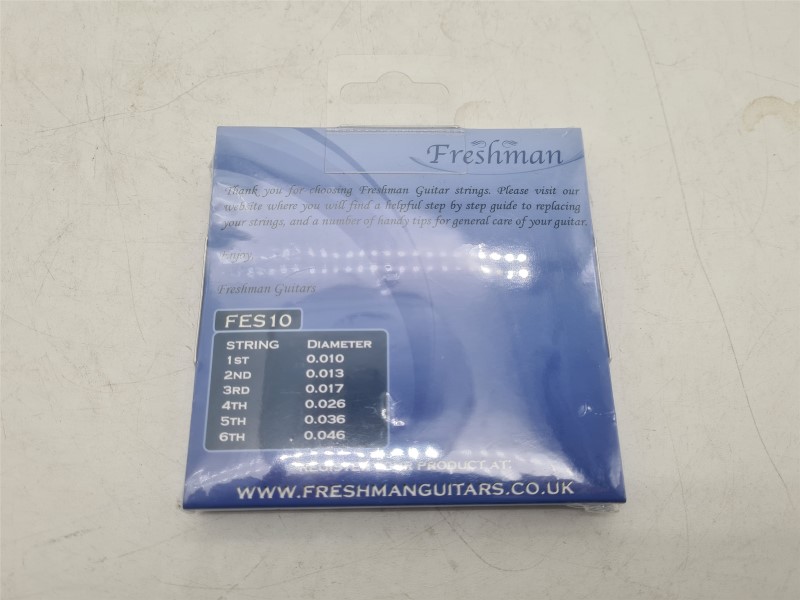 Freshman
Thank you for choosing Freshman Guitar strings. Please visit our
website where you will find a helpful step by step guide to replacing
your strings, and a number of handy tips for general care of your guitar.
Enjoy,
Freshman Guitars
FES10
STRING DIAMETER
1ST 0.010
2ND 0.013
3RD 0.017
4TH 0.026
5TH 0.036
6TH 0.046
REGISTER YOUR PRODUCT AT:
WWW.FRESHMANGUITARS.CO.UK